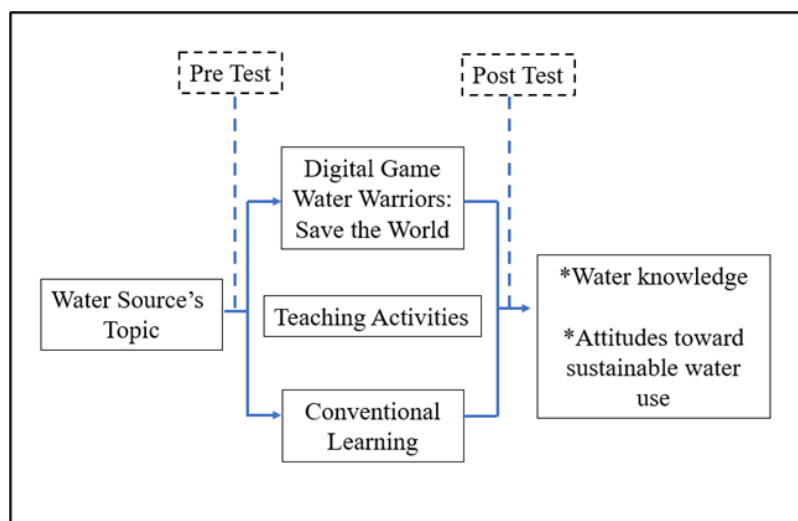 Pre Test
Post Test
Digital Game
Water Warriors:
Save the World
Water Source’s
Topic
Teaching Activities
*Water knowledge
*Attitudes toward
sustainable water
use
Conventional
Learning